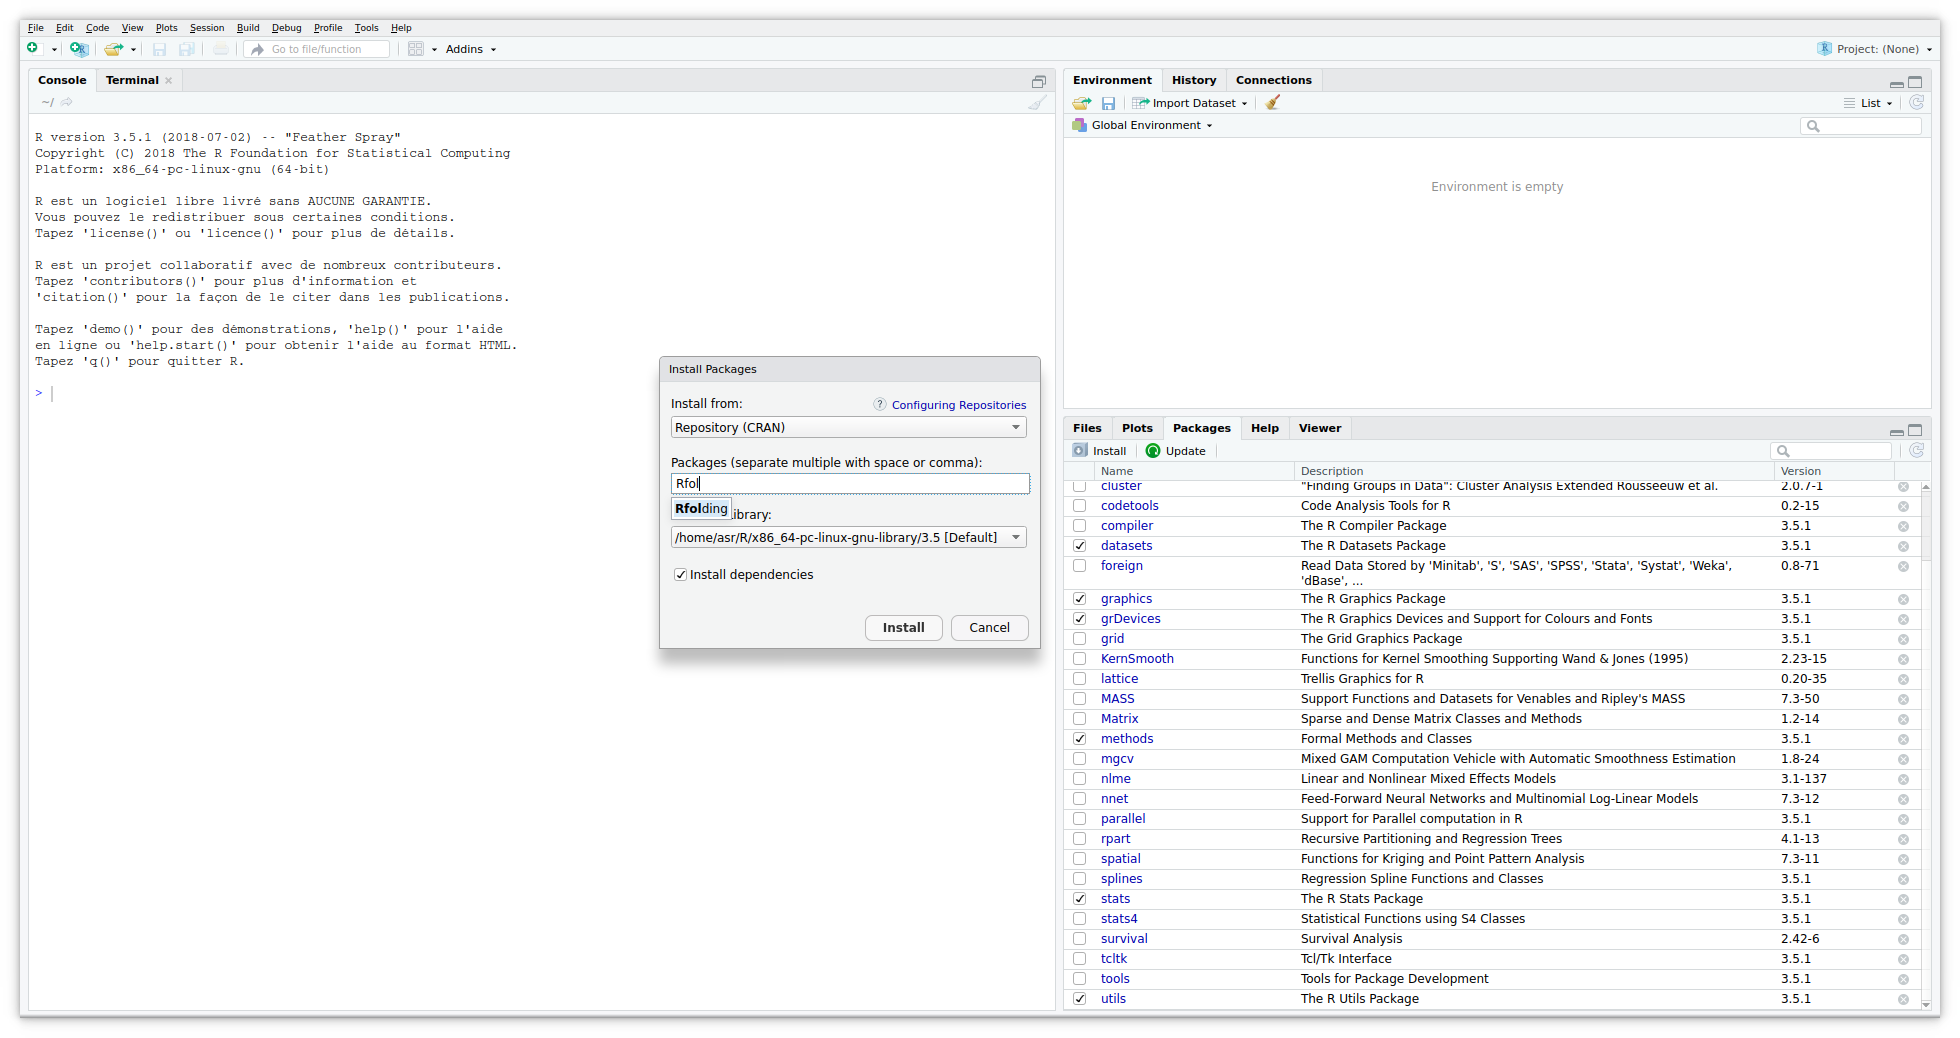 File Edit Code View Plots Session Build Debug Profile Tools Help
Go to file/function Addins Project: (None)
Console Terminal
~/
R version 3.5.1 (2018-07-02) -- "Feather Spray"
Copyright (C) 2018 The R Foundation for Statistical Computing
Platform: x86_64-pc-linux-gnu (64-bit)
R est un logiciel libre livré sans AUCUNE GARANTIE.
Vous pouvez le redistribuer sous certaines conditions.
Tapez 'license()' ou 'licence()' pour plus de détails.
R est un projet collaboratif avec de nombreux contributeurs.
Tapez 'contributors()' pour plus d'information et
'citation()' pour la façon de le citer dans les publications.
Tapez 'demo()' pour des démonstrations, 'help()' pour l'aide
en ligne ou 'help.start()' pour obtenir l'aide au format HTML.
Tapez 'q()' pour quitter R.
>
Install Packages
Install from: ? Configuring Repositories
Repository (CRAN)
Packages (separate multiple with space or comma):
Rfol
Rfolding
ibrary:
/home/asr/R/x86_64-pc-linux-gnu-library/3.5 [Default]
Install dependencies
Install Cancel
Environment History Connections
Import Dataset List
Global Environment
Environment is empty
Files Plots Packages Help Viewer
Install Update
Name Description Version
cluster "Finding Groups in Data": Cluster Analysis Extended Rousseeuw et al. 2.0.7-1
codetools Code Analysis Tools for R 0.2-15
compiler The R Compiler Package 3.5.1
datasets The R Datasets Package 3.5.1
foreign Read Data Stored by 'Minitab', 'S', 'SAS', 'SPSS', 'Stata', 'Systat', 'Weka', 0.8-71
'dBase', ...
graphics The R Graphics Package 3.5.1
grDevices The R Graphics Devices and Support for Colours and Fonts 3.5.1
grid The Grid Graphics Package 3.5.1
KernSmooth Functions for Kernel Smoothing Supporting Wand & Jones (1995) 2.23-15
lattice Trellis Graphics for R 0.20-35
MASS Support Functions and Datasets for Venables and Ripley's MASS 7.3-50
Matrix Sparse and Dense Matrix Classes and Methods 1.2-14
methods Formal Methods and Classes 3.5.1
mgcv Mixed GAM Computation Vehicle with Automatic Smoothness Estimation 1.8-24
nlme Linear and Nonlinear Mixed Effects Models 3.1-137
nnet Feed-Forward Neural Networks and Multinomial Log-Linear Models 7.3-12
parallel Support for Parallel computation in R 3.5.1
rpart Recursive Partitioning and Regression Trees 4.1-13
spatial Functions for Kriging and Point Pattern Analysis 7.3-11
splines Regression Spline Functions and Classes 3.5.1
stats The R Stats Package 3.5.1
stats4 Statistical Functions using S4 Classes 3.5.1
survival Survival Analysis 2.42-6
tcltk Tcl/Tk Interface 3.5.1
tools Tools for Package Development 3.5.1
utils The R Utils Package 3.5.1